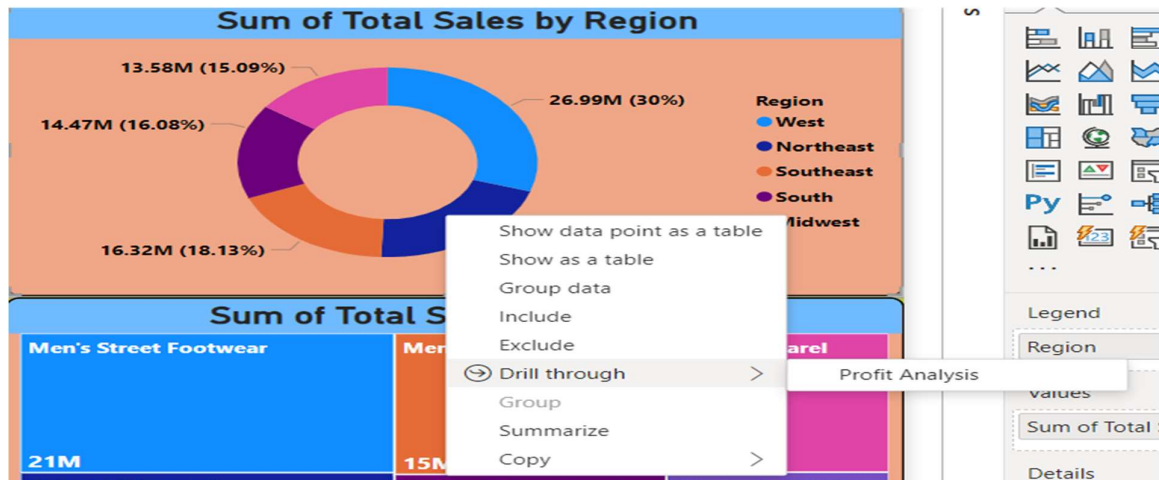 Sum of Total Sales by Region
13.58M (15.09%)
26.99M (30%)
14.47M (16.08%)
16.32M (18.13%)
Region
West
Northeast
Southeast
South
Midwest
Show data point as a table
Show as a table
Group data
Include
Exclude
Drill through
Profit Analysis
Group
Summarize
Copy
Sum of Total S
Men's Street Footwear
Men
arel
21M
15M
Py
123
...
Legend
Region
Values
Sum of Total
Details